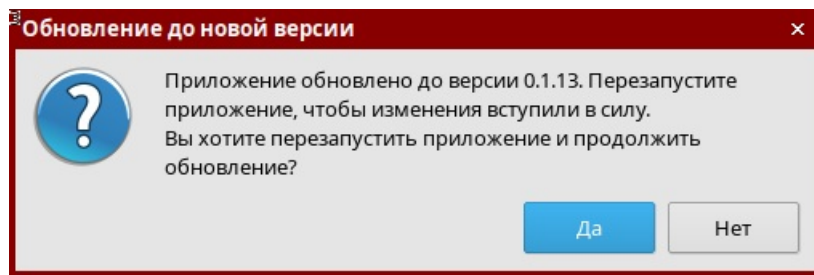 Обновление до новой версии
Приложение обновлено до версии 0.1.13. Перезапустите
приложение, чтобы изменения вступили в силу.
Вы хотите перезапустить приложение и продолжить
обновление?
Да Нет